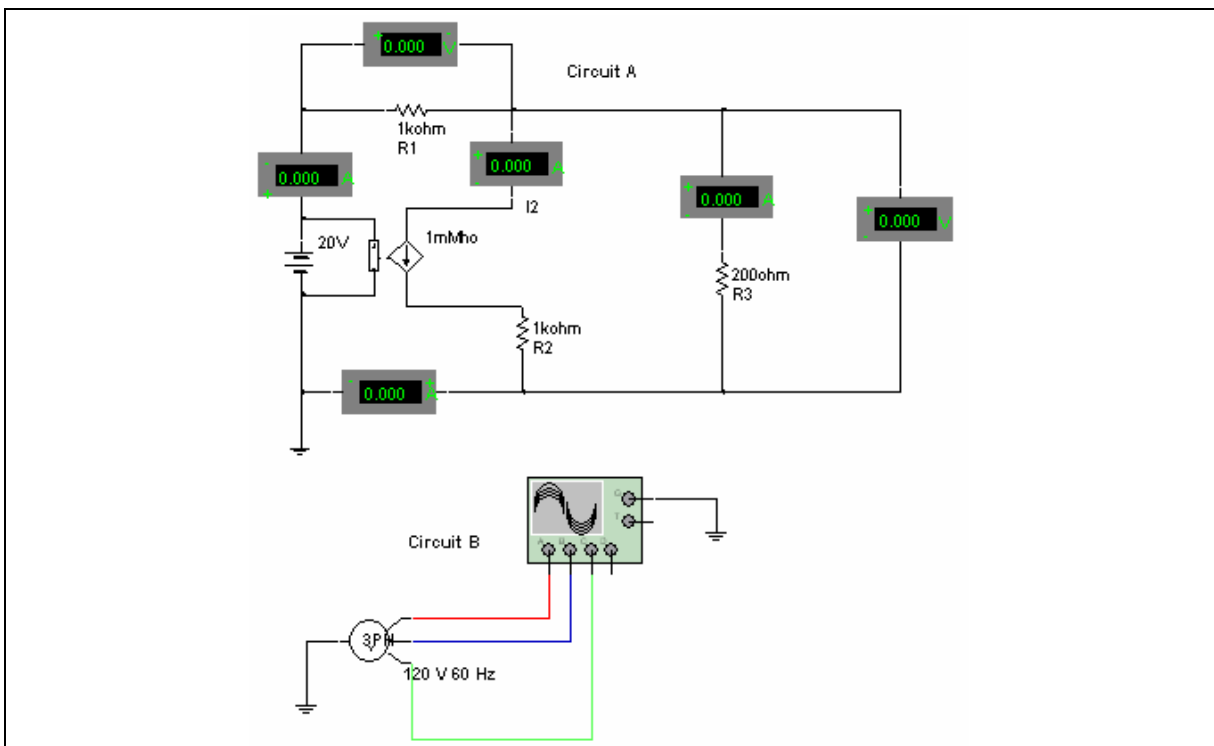 + 0.000 - V
Circuit A
1kohm
R1
- 0.000 A +
+ 0.000 A -
I2
+ 0.000 A -
+ 0.000 V -
20V
1mMho
200ohm
R3
1kohm
R2
- 0.000 + A
G
T
Circuit B
A B C D
3PH
120 V 60 Hz